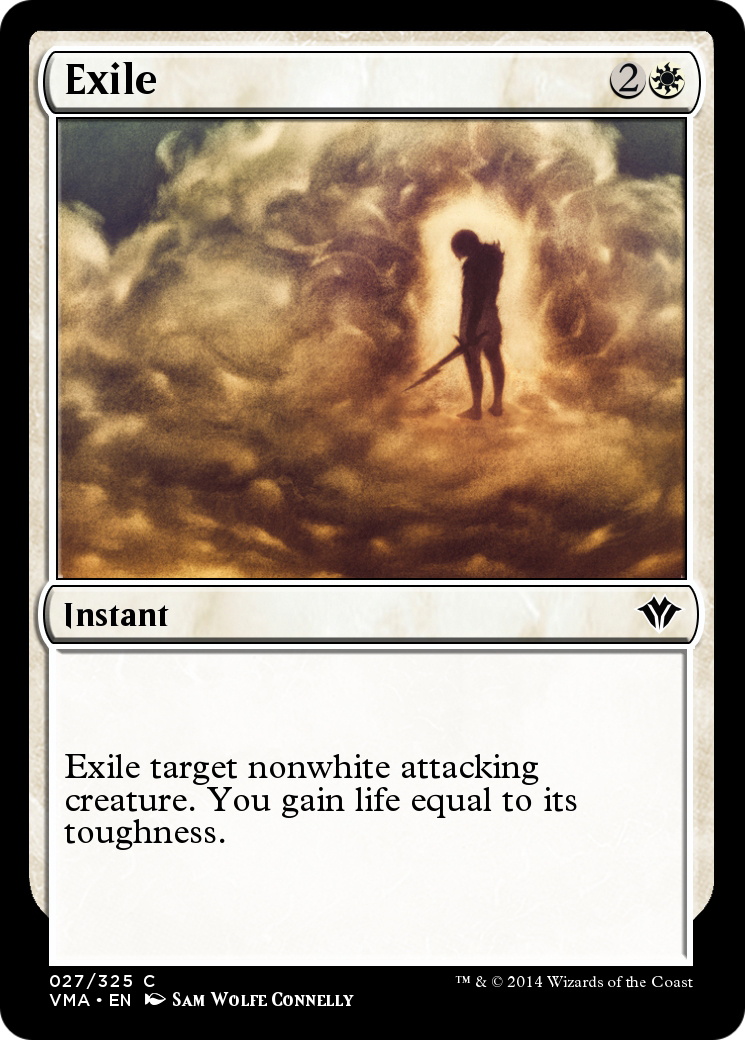 Exile 2
Instant
Exile target nonwhite attacking
creature. You gain life equal to its
toughness.
027/325 C ™ & © 2014 Wizards of the Coast
VMA • EN Sam Wolfe Connelly